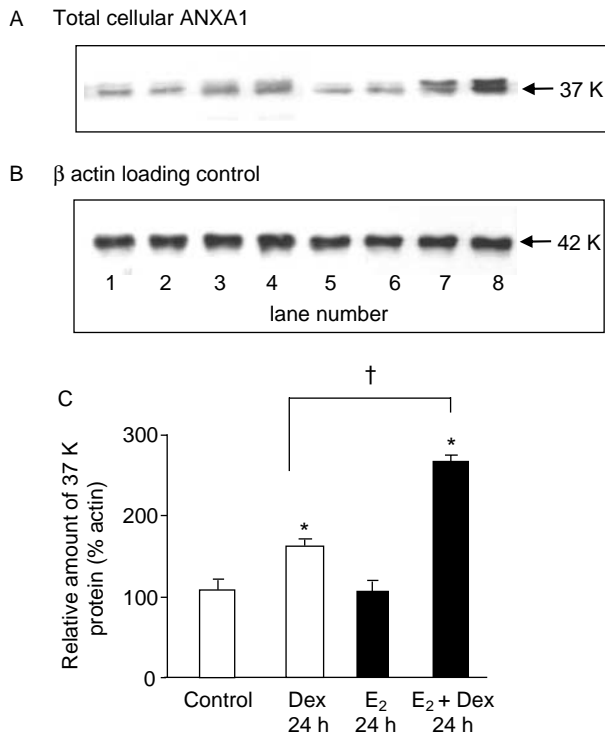 A Total cellular ANXA1
37 K
B β actin loading control
42 K
1 2 3 4 5 6 7 8
lane number
C
†
Relative amount of 37 K
protein (% actin)
300
200
100
0
*
*
Control Dex E₂ E₂ + Dex
24 h 24 h 24 h